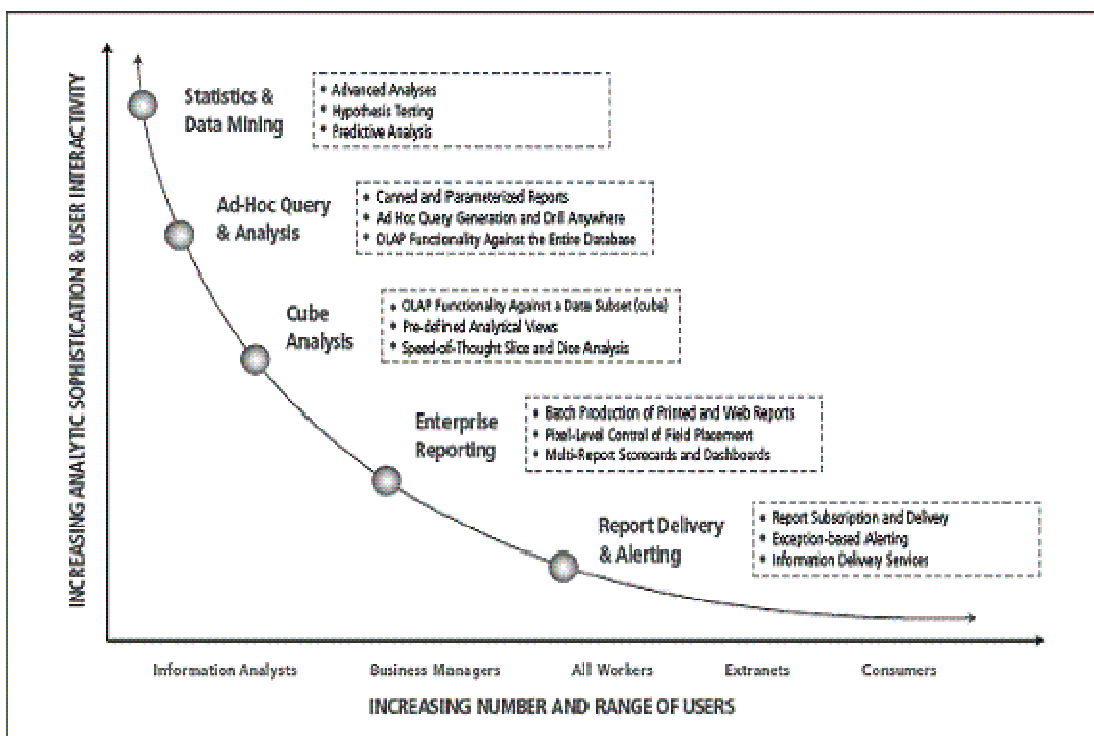 INCREASING ANALYTIC SOPHISTICATION & USER INTERACTIVITY
Statistics &
Data Mining
• Advanced Analyses
• Hypothesis Testing
• Predictive Analysis
Ad-Hoc Query
& Analysis
• Canned and Parameterized Reports
• Ad Hoc Query Generation and Drill Anywhere
• OLAP Functionality Against the Entire Database
Cube
Analysis
• OLAP Functionality Against a Data Subset (cube)
• Pre-defined Analytical Views
• Speed-of-Thought Slice and Dice Analysis
Enterprise
Reporting
• Batch Production of Printed and Web Reports
• Pixel-Level Control of Field Placement
• Multi-Report Scorecards and Dashboards
Report Delivery
& Alerting
• Report Subscription and Delivery
• Exception-based Alerting
• Information Delivery Services
Information Analysts Business Managers All Workers Extranets Consumers
INCREASING NUMBER AND RANGE OF USERS